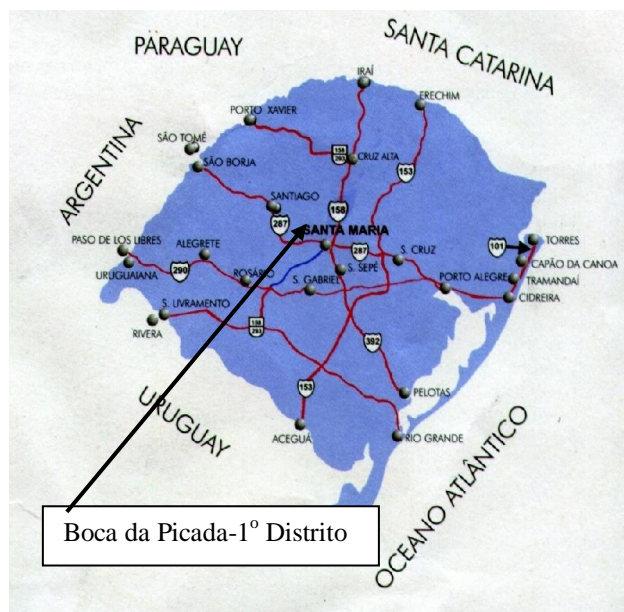 PARAGUAY
SANTA CATARINA
IRAÍ
ERECHIM
PORTO XAVIER
158
293
CRUZ ALTA
153
SÃO TOMÉ
SÃO BORJA
ARGENTINA
SANTIAGO
287
158
SANTA MARIA
101
TORRES
PASO DE LOS LIBRES
ALEGRETE
287
S. CRUZ
CAPÃO DA CANOA
URUGUAIANA
290
ROSÁRIO
S. SEPÉ
S. GABRIEL
PORTO ALEGRE
TRAMANDAÍ
CIDREIRA
S. LIVRAMENTO
RIVERA
158
293
392
153
PELOTAS
URUGUAY
ACEGUÁ
RIO GRANDE
OCEANO ATLÂNTICO
Boca da Picada-1º Distrito